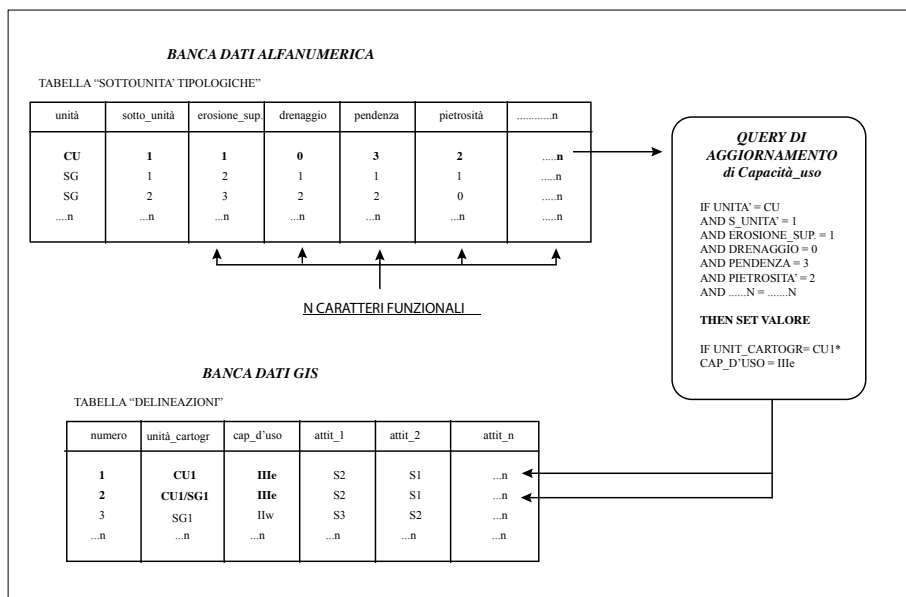 BANCA DATI ALFANUMERICA
TABELLA “SOTTOUNITA’ TIPOLOGICHE”
unità sotto_unità erosione_sup. drenaggio pendenza pietrosità ............n
CU 1 1 0 3 2 .....n
SG 1 2 1 1 1 .....n
SG 2 3 2 2 0 .....n
....n ...n ...n ...n ...n ...n .....n
N CARATTERI FUNZIONALI
QUERY DI
AGGIORNAMENTO
di Capacità_uso
IF UNITA’ = CU
AND S_UNITA’ = 1
AND EROSIONE_SUP. = 1
AND DRENAGGIO = 0
AND PENDENZA = 3
AND PIETROSITA’ = 2
AND ......N = .......N
THEN SET VALORE
IF UNIT_CARTOGR= CU1*
CAP_D’USO = IIIe
BANCA DATI GIS
TABELLA “DELINEAZIONI”
numero unità_cartogr cap_d’uso attit_1 attit_2 attit_n
1 CU1 IIIe S2 S1 ...n
2 CU1/SG1 IIIe S2 S1 ...n
3 SG1 IIw S3 S2 ...n
...n ...n ...n ...n ...n ...n